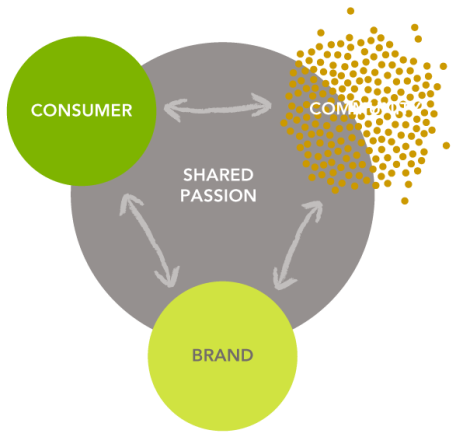 CONSUMER
COMMUNITY
SHARED
PASSION
BRAND